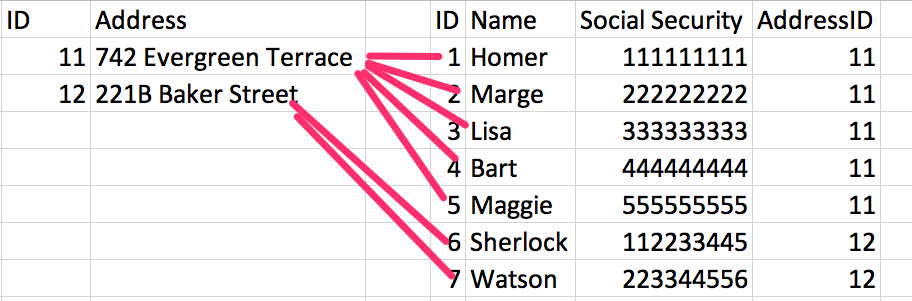 ID Address ID Name Social Security AddressID
11 742 Evergreen Terrace 1 Homer 111111111 11
12 221B Baker Street 2 Marge 222222222 11
3 Lisa 333333333 11
4 Bart 444444444 11
5 Maggie 555555555 11
6 Sherlock 112233445 12
7 Watson 223344556 12